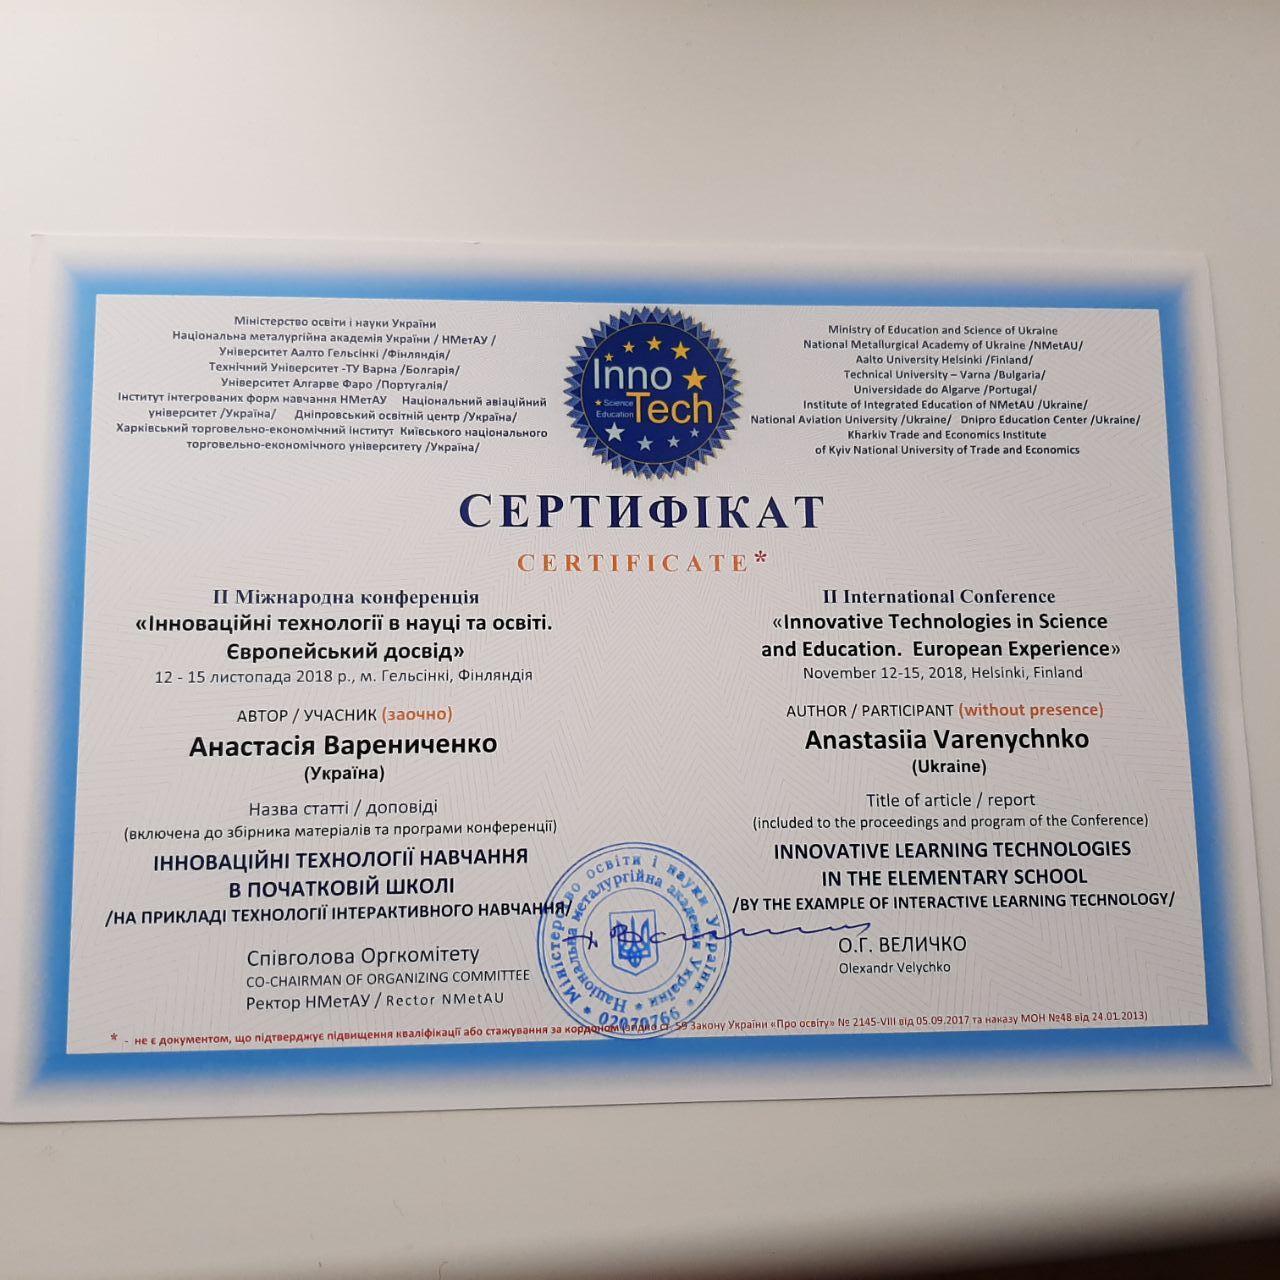 Міністерство освіти і науки України
Національна металургійна академія України / НМетАУ /
Університет Аалто Гельсінкі /Фінляндія/
Технічний Університет -ТУ Варна /Болгарія/
Університет Алгарве Фаро /Португалія/
Інститут інтегрованих форм навчання НМетАУ Національний авіаційний
університет /Україна/ Дніпровський освітній центр /Україна/
Харківський торговельно-економічний інститут Київського національного
торговельно-економічного університету /Україна/
Inno
Science
Education
Tech
Ministry of Education and Science of Ukraine
National Metallurgical Academy of Ukraine /NMetAU/
Aalto University Helsinki /Finland/
Technical University – Varna /Bulgaria/
Universidade do Algarve /Portugal/
Institute of Integrated Education of NMetAU /Ukraine/
National Aviation University /Ukraine/ Dnipro Education Center /Ukraine/
Kharkiv Trade and Economics Institute
of Kyiv National University of Trade and Economics
СЕРТИФІКАТ
CERTIFICATE*
II Міжнародна конференція
«Інноваційні технології в науці та освіті.
Європейський досвід»
12 - 15 листопада 2018 р., м. Гельсінкі, Фінляндія
АВТОР / УЧАСНИК (заочно)
Анастасія Варениченко
(Україна)
Назва статті / доповіді
(включена до збірника матеріалів та програми конференції)
ІННОВАЦІЙНІ ТЕХНОЛОГІЇ НАВЧАННЯ
В ПОЧАТКОВІЙ ШКОЛІ
/НА ПРИКЛАДІ ТЕХНОЛОГІЇ ІНТЕРАКТИВНОГО НАВЧАННЯ/
Співголова Оргкомітету
CO-CHAIRMAN OF ORGANIZING COMMITTEE
Ректор НМетАУ / Rector NMetAU
II International Conference
«Innovative Technologies in Science
and Education. European Experience»
November 12-15, 2018, Helsinki, Finland
AUTHOR / PARTICIPANT (without presence)
Anastasiia Varenychnko
(Ukraine)
Title of article / report
(included to the proceedings and program of the Conference)
INNOVATIVE LEARNING TECHNOLOGIES
IN THE ELEMENTARY SCHOOL
/BY THE EXAMPLE OF INTERACTIVE LEARNING TECHNOLOGY/
О.Г. ВЕЛИЧКО
Olexandr Velychko
Міністерство освіти і науки України * 02070766 *
Національна металургійна академія України *
* - не є документом, що підтверджує підвищення кваліфікації або стажування за кордоном (згідно ст. 59 Закону України «Про освіту» № 2145-VIII від 05.09.2017 та наказу МОН №48 від 24.01.2013)